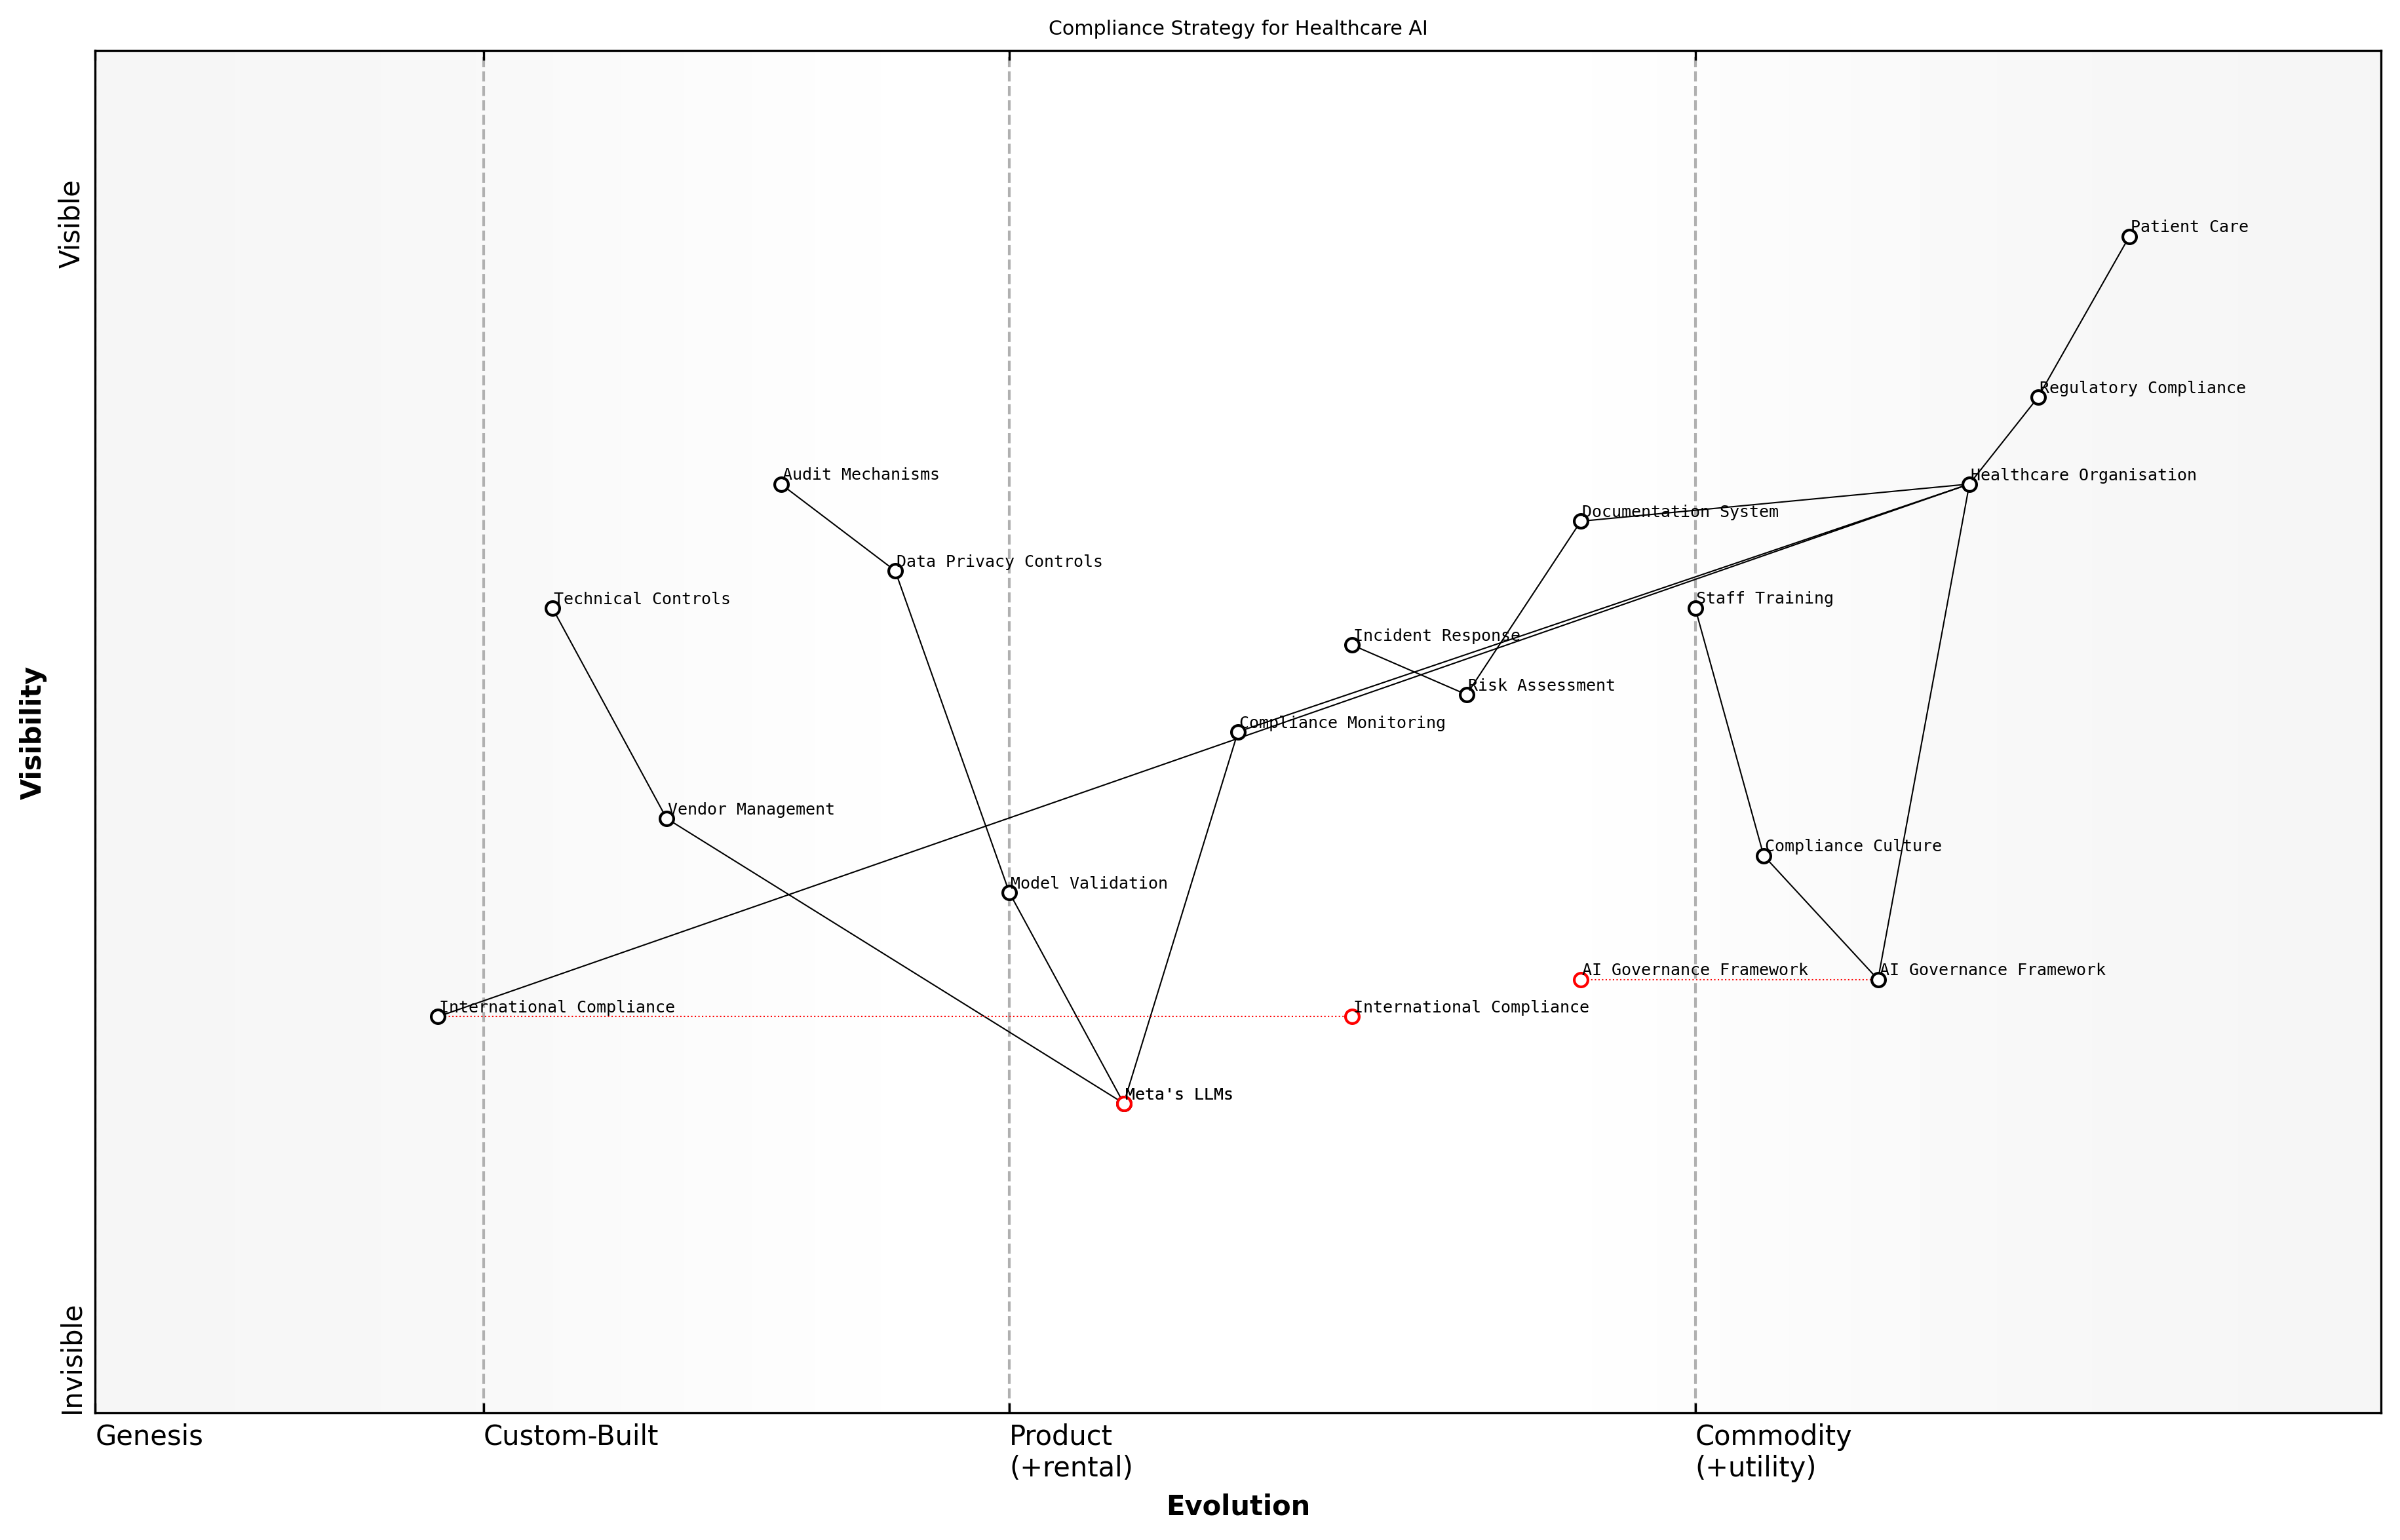 Compliance Strategy for Healthcare AI
Visible
Patient Care
Regulatory Compliance
Audit Mechanisms
Healthcare Organisation
Documentation System
Data Privacy Controls
Technical Controls
Staff Training
Incident Response
Risk Assessment
Compliance Monitoring
Visibility
Vendor Management
Compliance Culture
Model Validation
AI Governance Framework
AI Governance Framework
International Compliance
International Compliance
Meta's LLMs
Invisible
Genesis
Custom-Built
Product
(+rental)
Commodity
(+utility)
Evolution